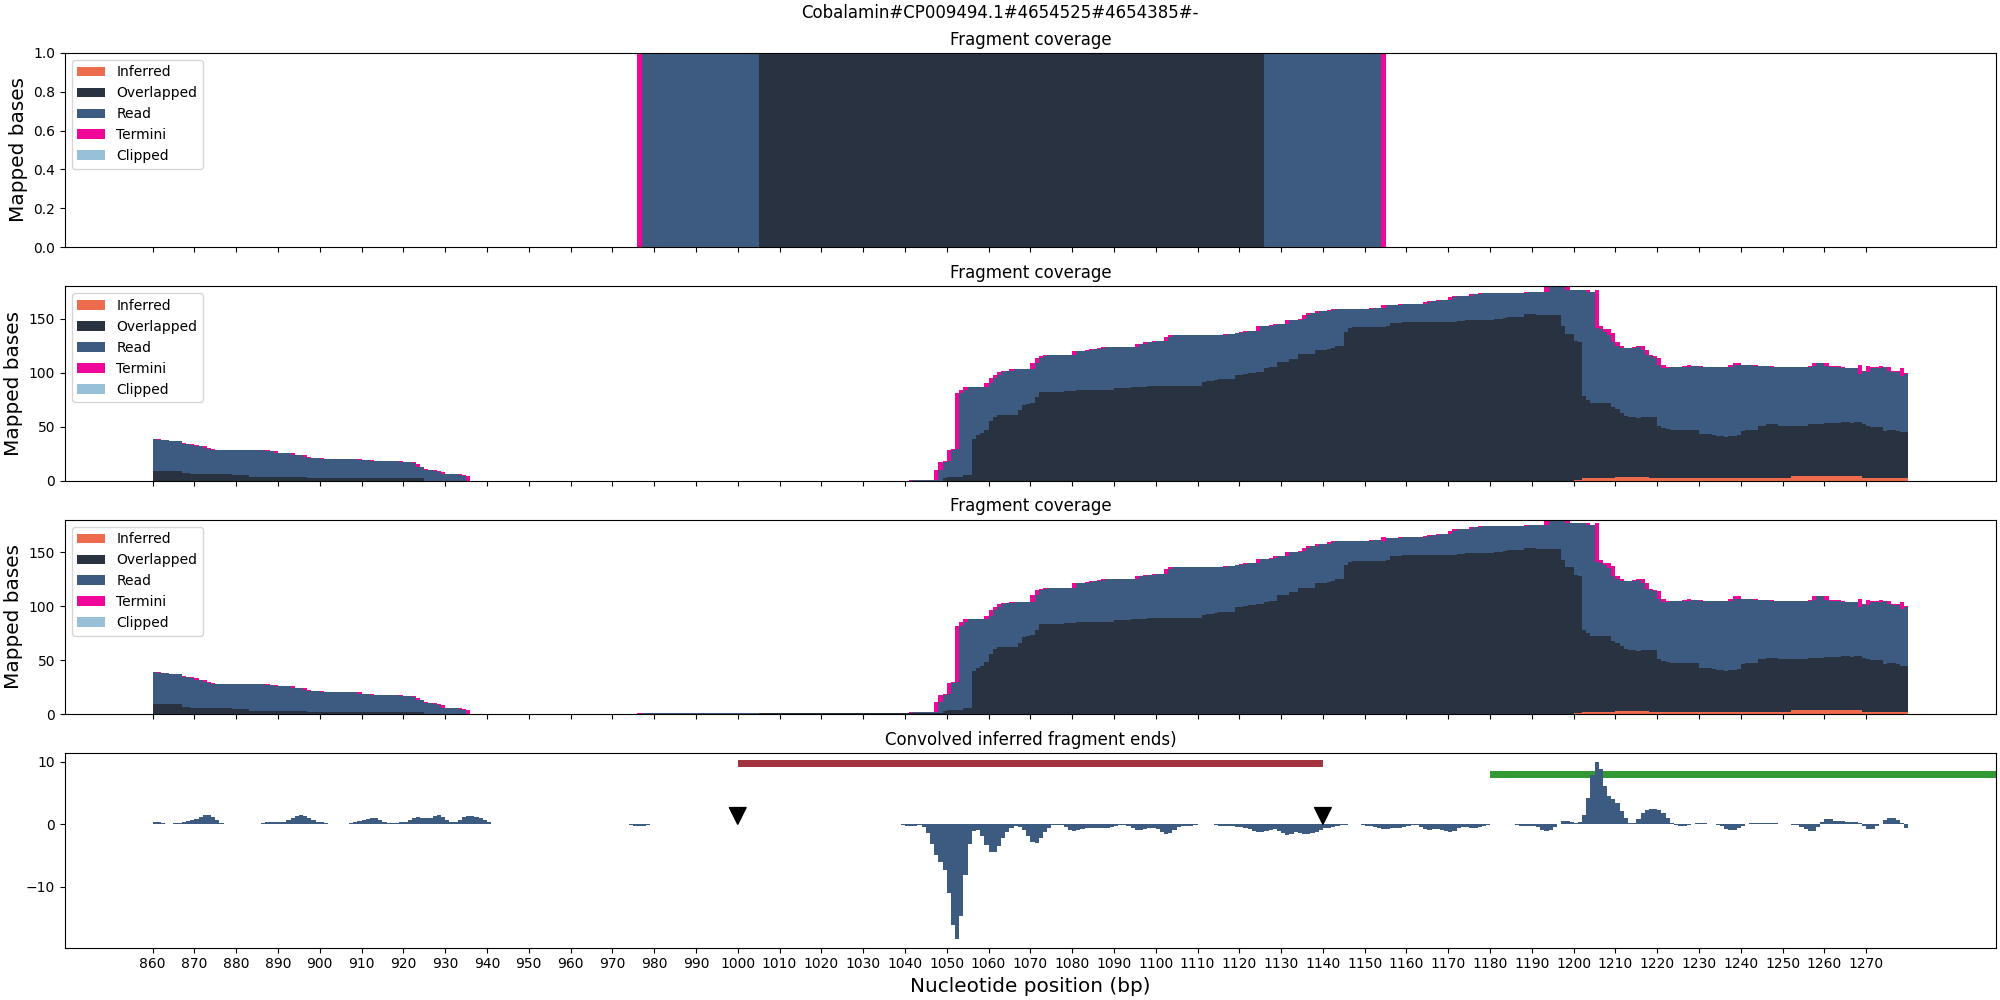 Cobalamin#CP009494.1#4654525#4654385#-
Fragment coverage
Mapped bases
1.0
0.8
0.6
0.4
0.2
0.0
Inferred
Overlapped
Read
Termini
Clipped
Fragment coverage
Mapped bases
150
100
50
0
Inferred
Overlapped
Read
Termini
Clipped
Fragment coverage
Mapped bases
150
100
50
0
Inferred
Overlapped
Read
Termini
Clipped
Convolved inferred fragment ends)
10
0
−10
860 870 880 890 900 910 920 930 940 950 960 970 980 990 1000 1010 1020 1030 1040 1050 1060 1070 1080 1090 1100 1110 1120 1130 1140 1150 1160 1170 1180 1190 1200 1210 1220 1230 1240 1250 1260 1270
Nucleotide position (bp)